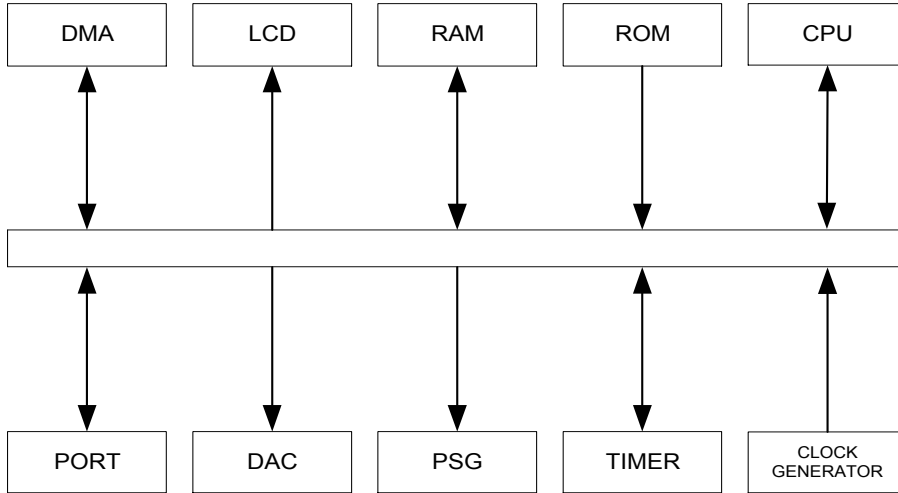 DMA
LCD
RAM
ROM
CPU
PORT
DAC
PSG
TIMER
CLOCK
GENERATOR